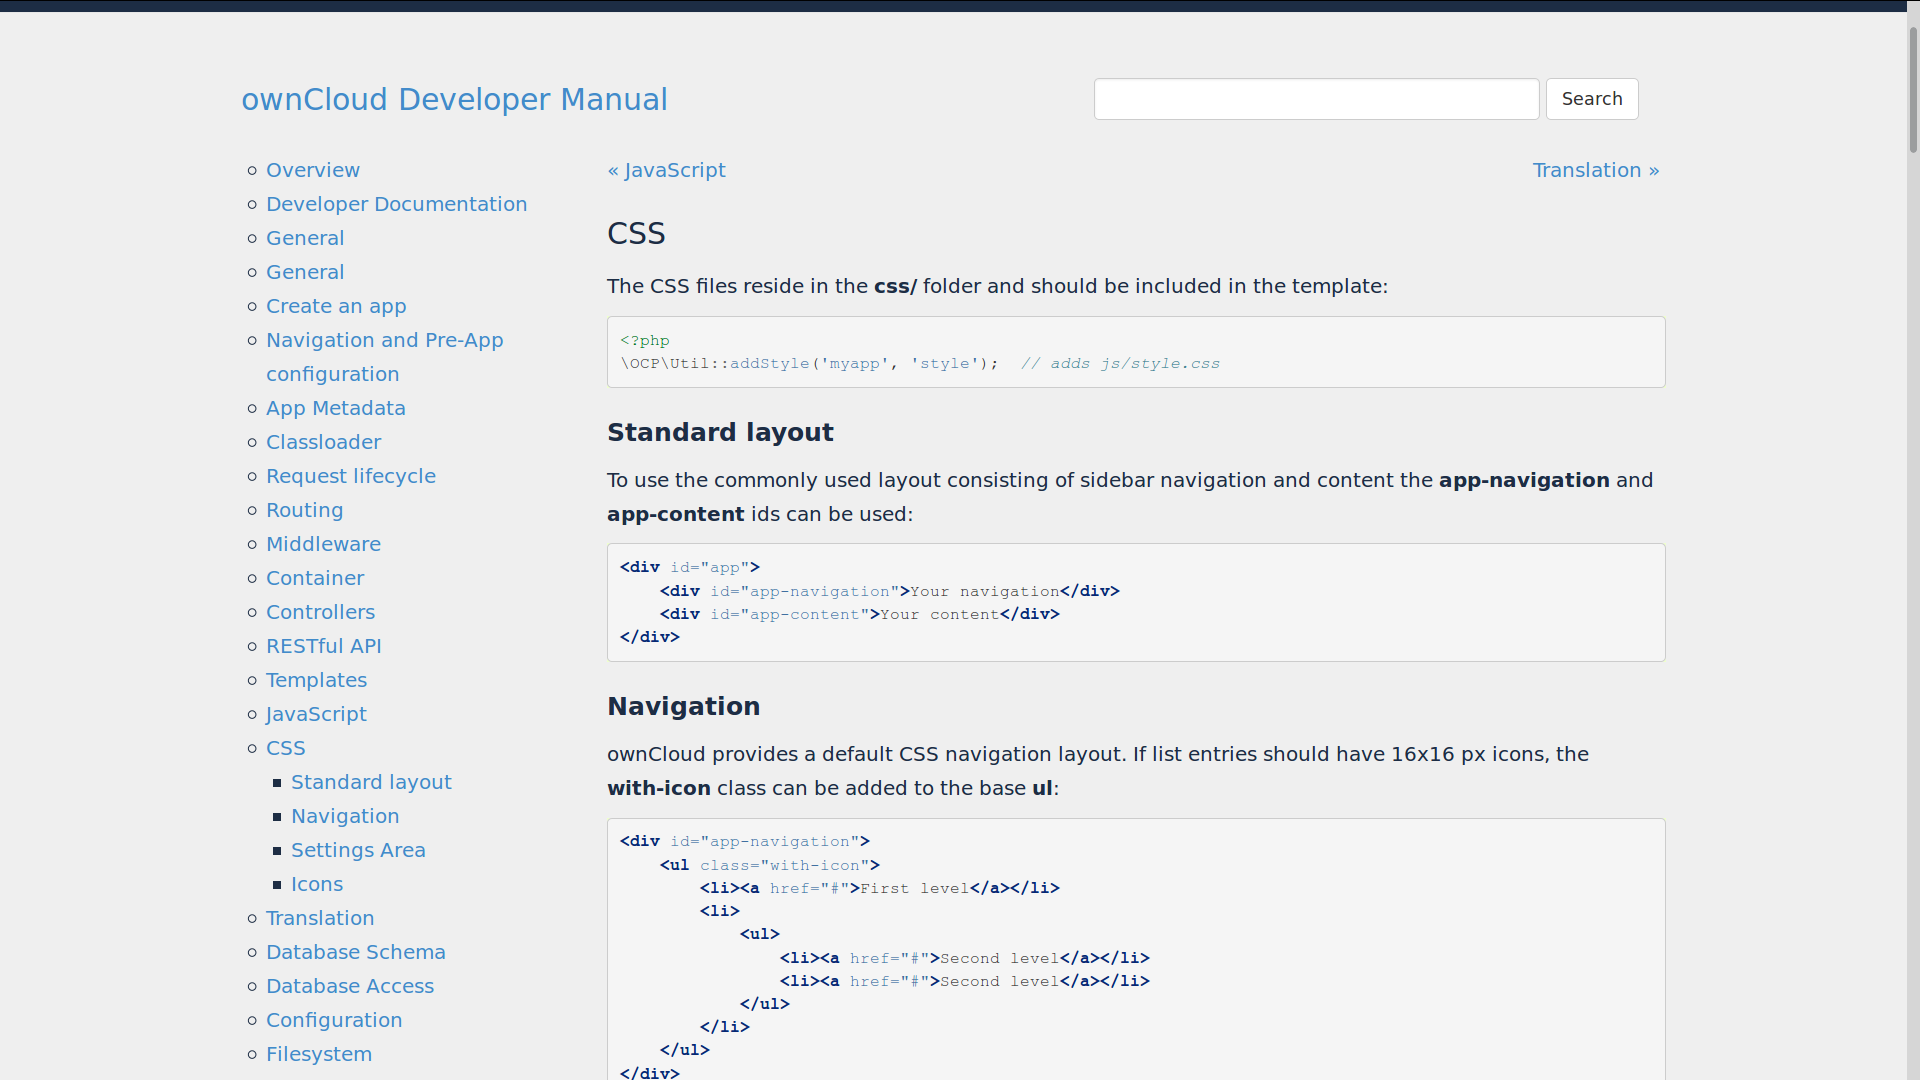 ownCloud Developer Manual
Search
Overview
Developer Documentation
General
General
Create an app
Navigation and Pre-App
configuration
App Metadata
Classloader
Request lifecycle
Routing
Middleware
Container
Controllers
RESTful API
Templates
JavaScript
CSS
Standard layout
Navigation
Settings Area
Icons
Translation
Database Schema
Database Access
Configuration
Filesystem
« JavaScript
Translation »
CSS
The CSS files reside in the css/ folder and should be included in the template:
<?php
\OCP\Util::addStyle('myapp', 'style');  // adds js/style.css
Standard layout
To use the commonly used layout consisting of sidebar navigation and content the app-navigation and
app-content ids can be used:
<div id="app">
    <div id="app-navigation">Your navigation</div>
    <div id="app-content">Your content</div>
</div>
Navigation
ownCloud provides a default CSS navigation layout. If list entries should have 16x16 px icons, the
with-icon class can be added to the base ul:
<div id="app-navigation">
    <ul class="with-icon">
        <li><a href="#">First level</a></li>
        <li>
            <ul>
                <li><a href="#">Second level</a></li>
                <li><a href="#">Second level</a></li>
            </ul>
        </li>
    </ul>
</div>